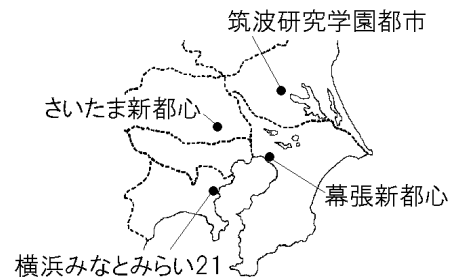 筑波研究学園都市
さいたま新都心
幕張新都心
横浜みなとみらい21